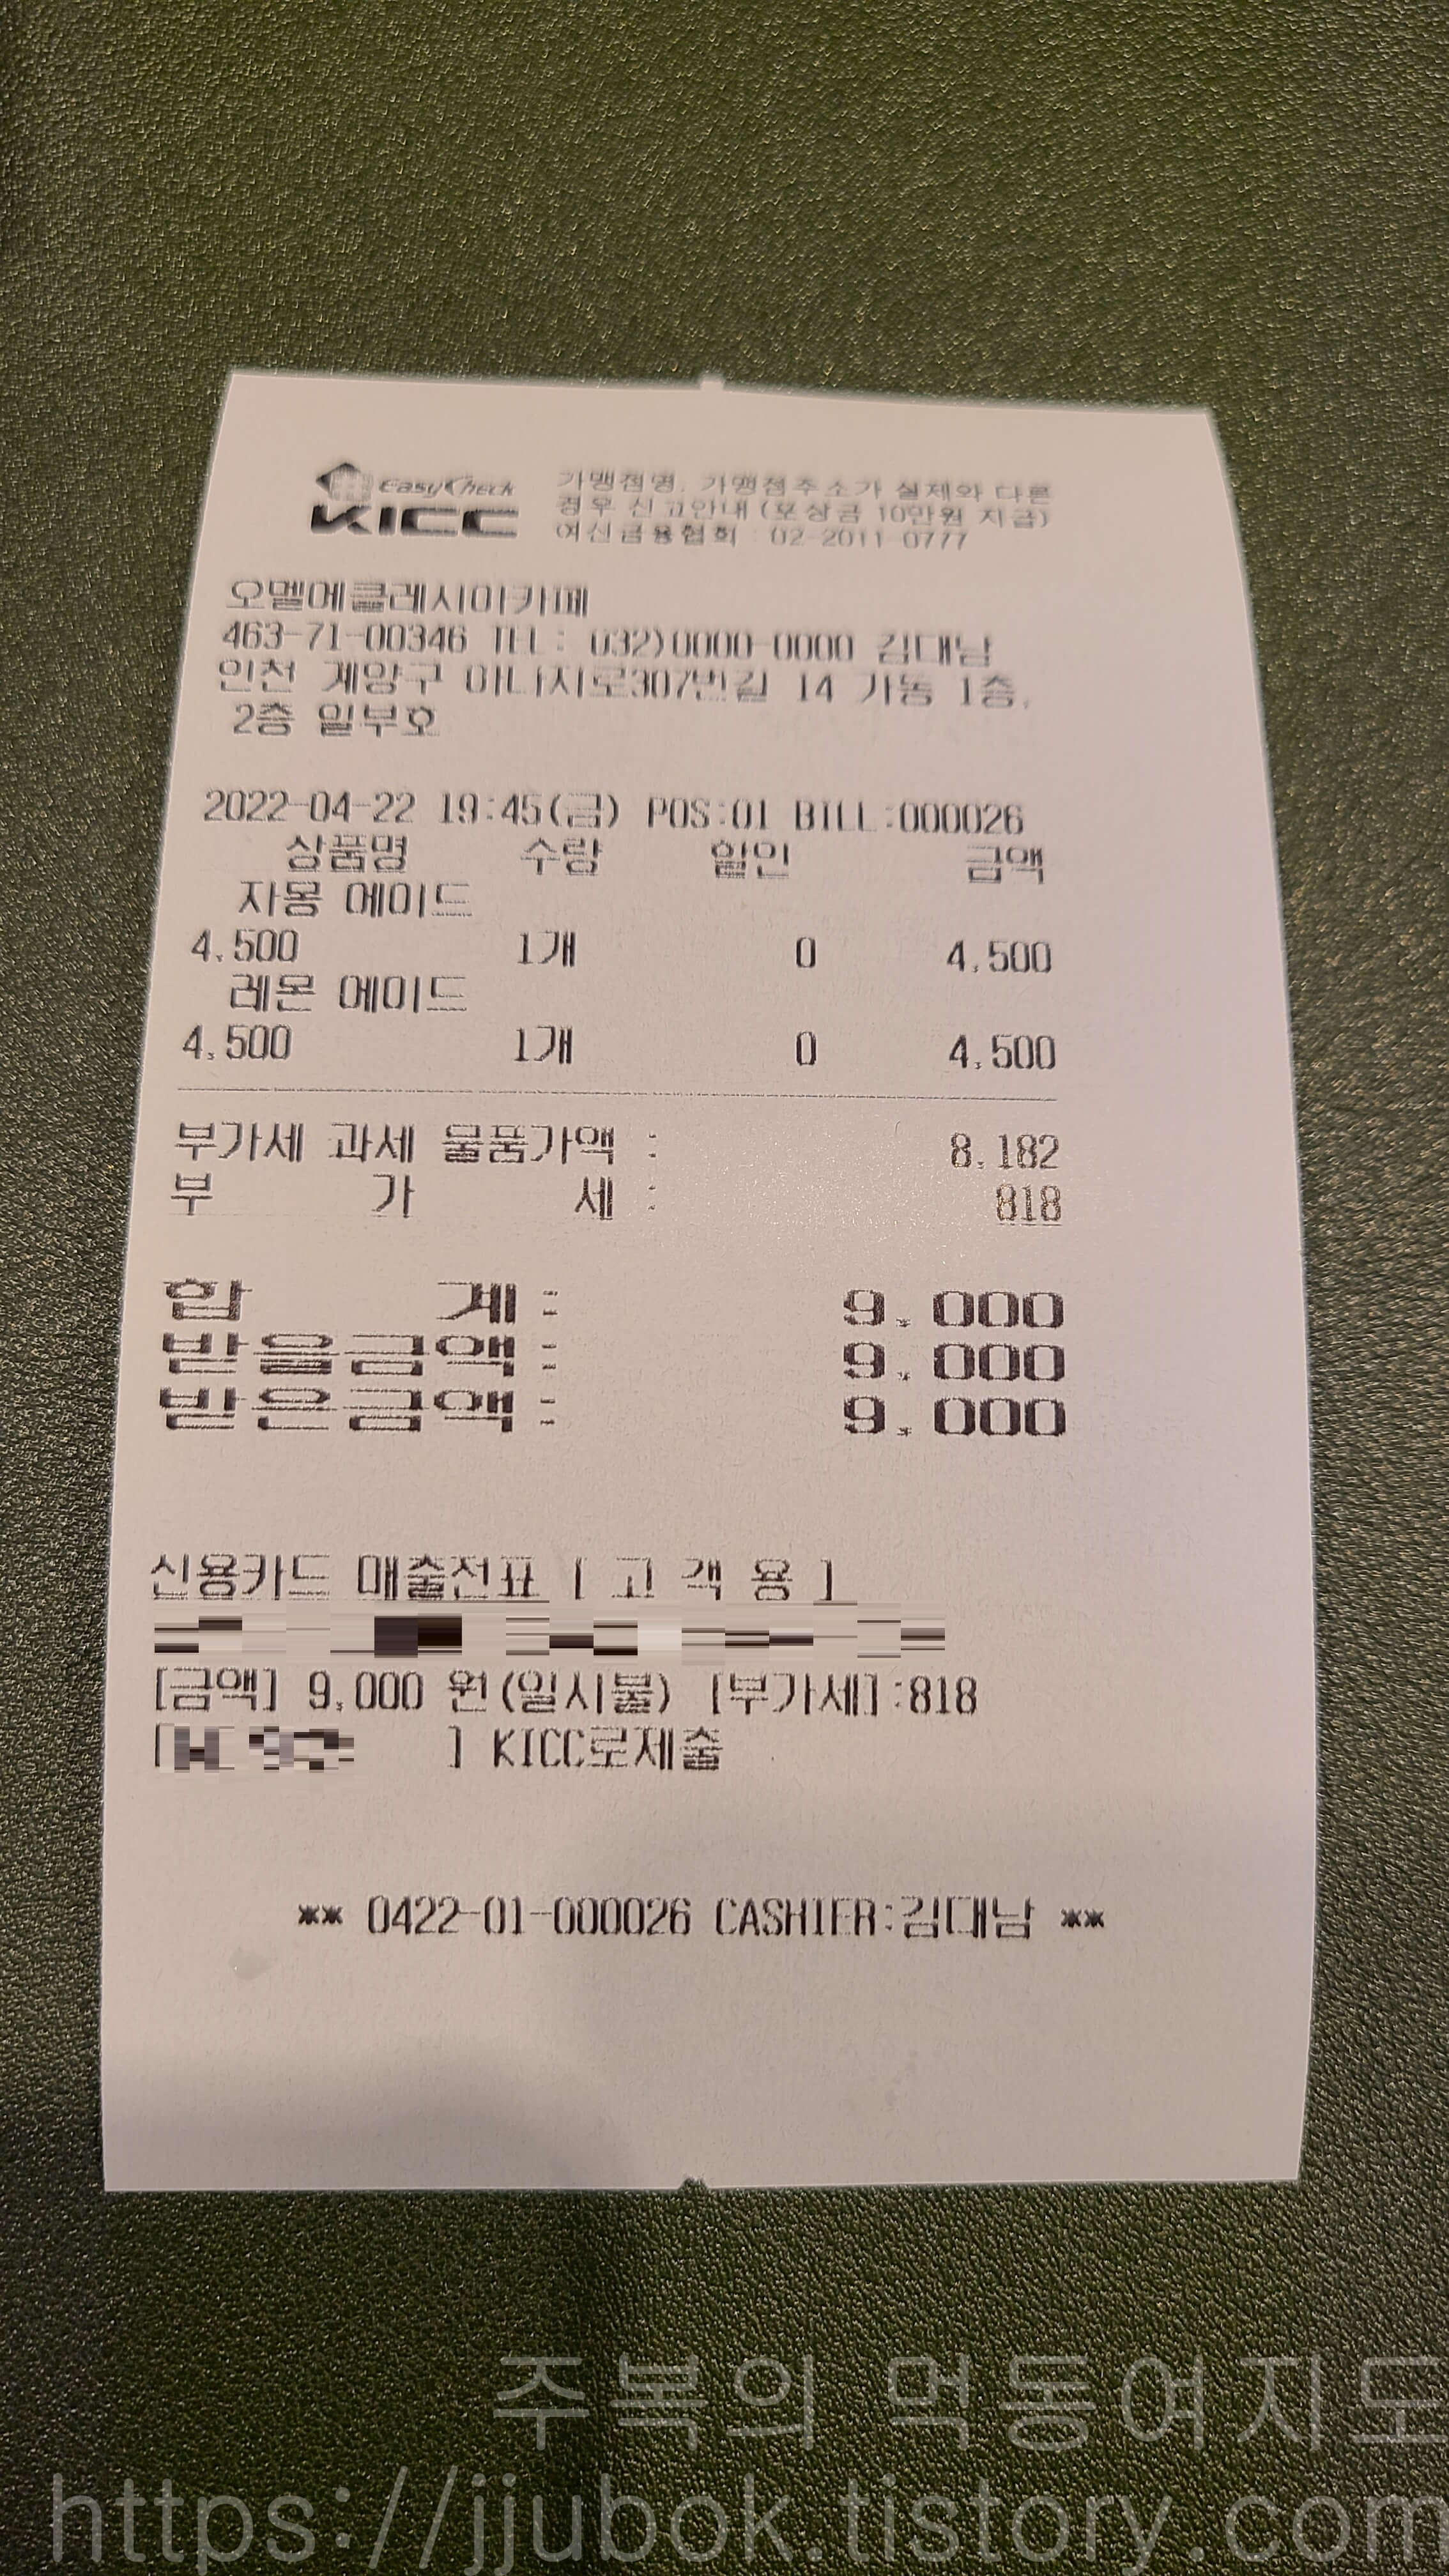 EasyCheck
KICC
가맹점명, 가맹점주소가 실제와 다른
경우 신고안내 (포상금 10만원 지급)
여신금융협회 : 02-2011-0777
오멜에클레시아카페
463-71-00346 TEL: 032)0000-0000 김대남
인천 계양구 아나지로307번길 14 가동 1층,
2층 일부호
2022-04-22 19:45(금) POS:01 BILL:000026
상품명 수량 할인 금액
자몽 에이드
4,500 1개 0 4,500
레몬 에이드
4,500 1개 0 4,500
부가세 과세 물품가액 : 8,182
부 가 세 : 818
합 계 : 9,000
받을금액 : 9,000
받은금액 : 9,000
신용카드 매출전표 [ 고 객 용 ]
[금액] 9,000 원(일시불) [부가세]:818
[ ] KICC로제출
** 0422-01-000026 CASHIER:김대남 **
주복의 먹동여지도
https://jjubok.tistory.com